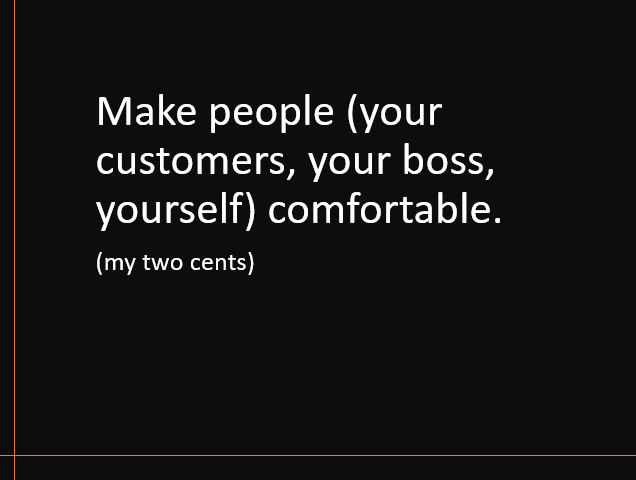 Make people (your
customers, your boss,
yourself) comfortable.
(my two cents)